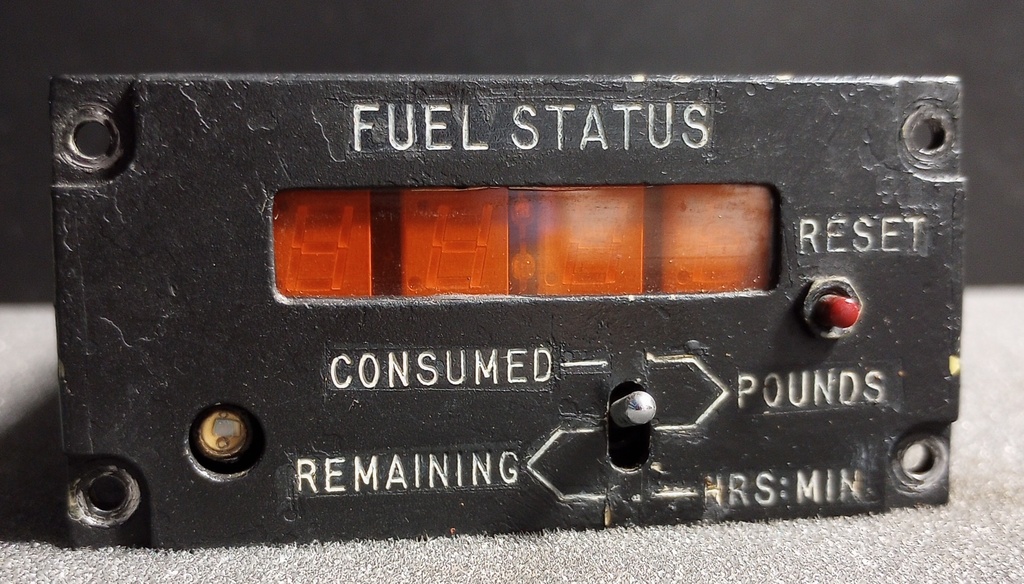 FUEL STATUS
RESET
CONSUMED
POUNDS
REMAINING
HRS:MIN